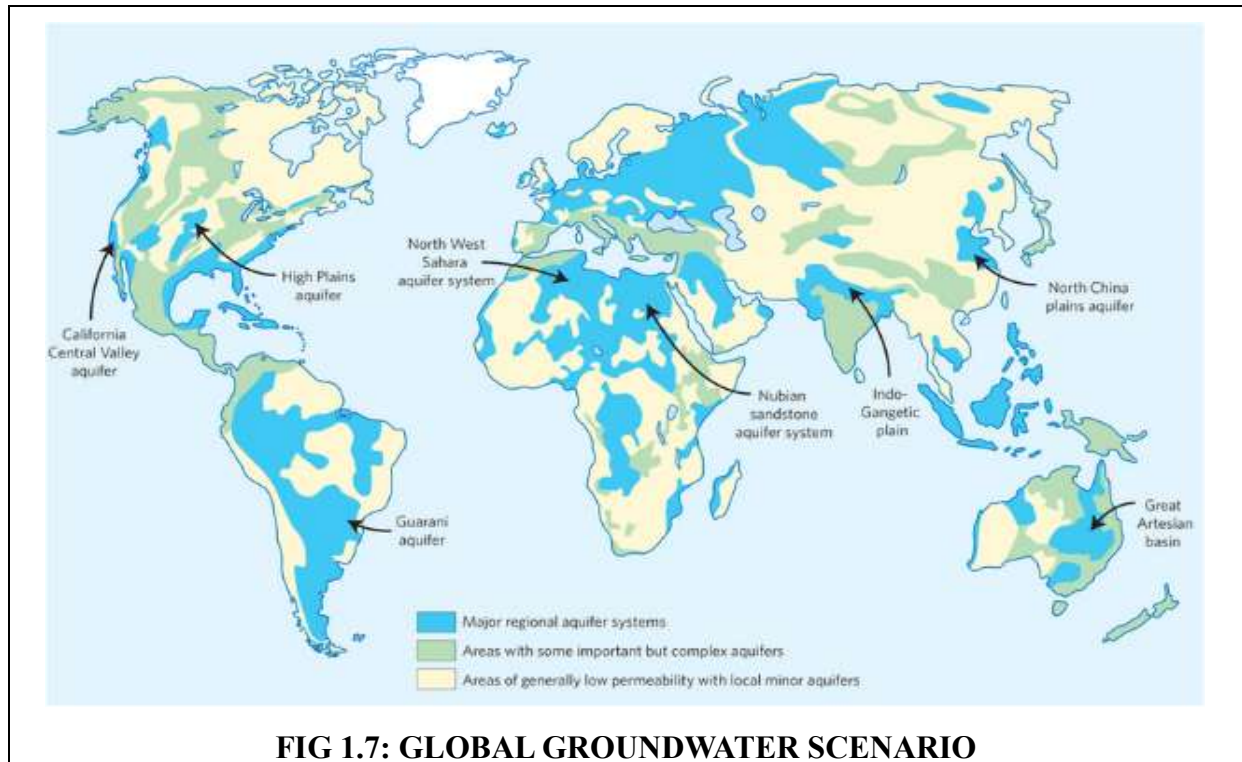 North West
Sahara
aquifer system
High Plains
aquifer
California
Central Valley
aquifer
North China
plains aquifer
Nubian
sandstone
aquifer system
Indo-
Gangetic
plain
Guarani
aquifer
Great
Artesian
basin
Major regional aquifer systems
Areas with some important but complex aquifers
Areas of generally low permeability with local minor aquifers
FIG 1.7: GLOBAL GROUNDWATER SCENARIO